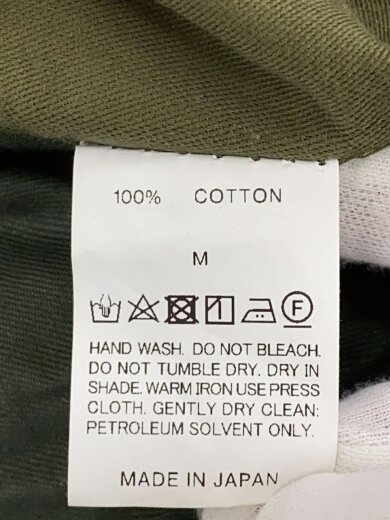 100% COTTON
M
F
HAND WASH. DO NOT BLEACH.
DO NOT TUMBLE DRY. DRY IN
SHADE. WARM IRON USE PRESS
CLOTH. GENTLY DRY CLEAN:
PETROLEUM SOLVENT ONLY.
MADE IN JAPAN